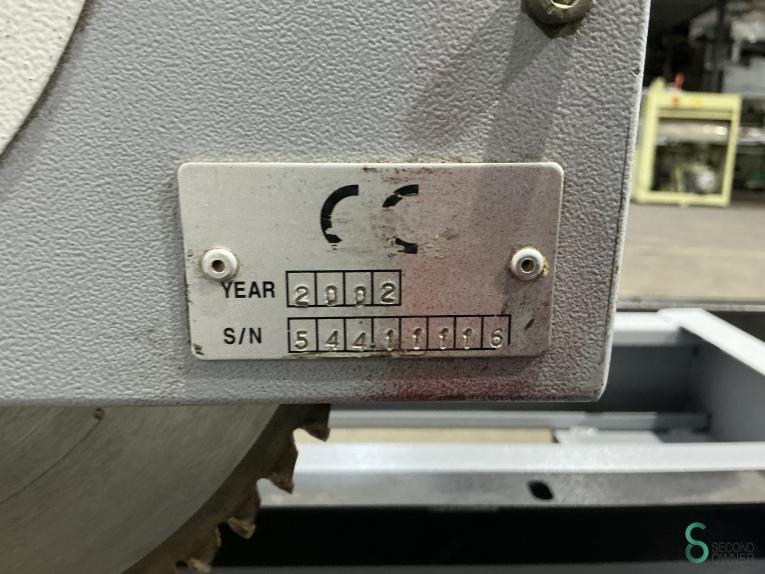 CE
YEAR 2002
S/N 54411116
SECOND
OWNER